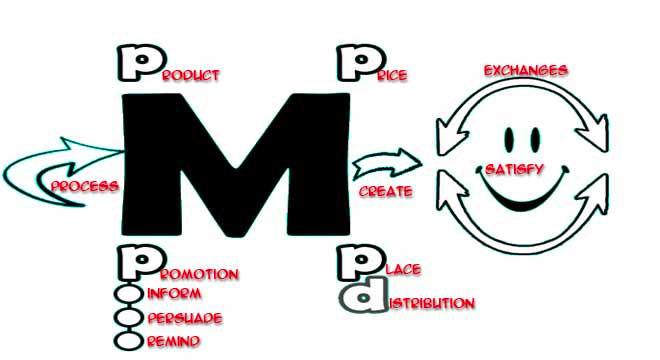 Product
Price
EXCHANGES
M
PROCESS
CREATE
SATISFY
Promotion
INFORM
PERSUADE
REMIND
Place
distribution